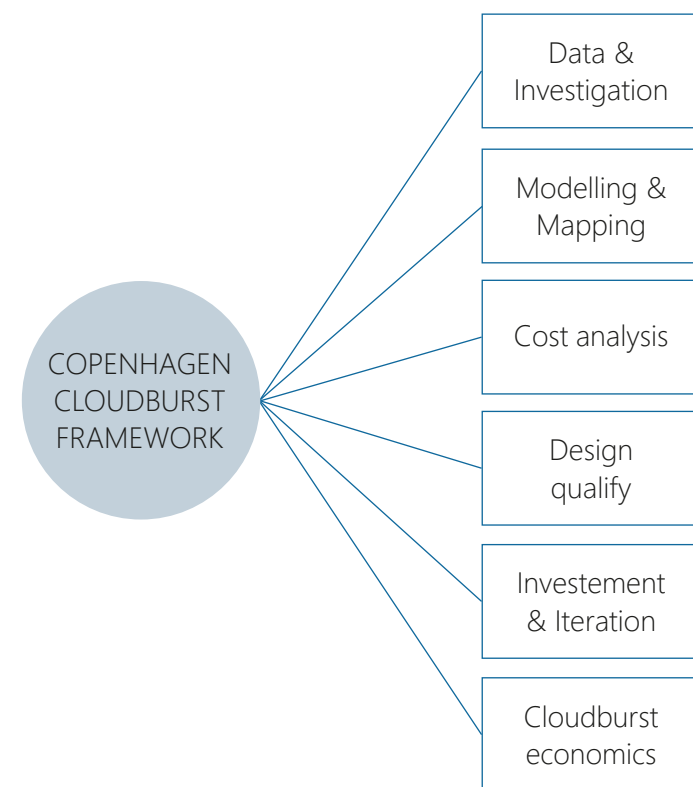 COPENHAGEN
CLOUDBURST
FRAMEWORK
Data &
Investigation
Modelling &
Mapping
Cost analysis
Design
qualify
Investement
& Iteration
Cloudburst
economics